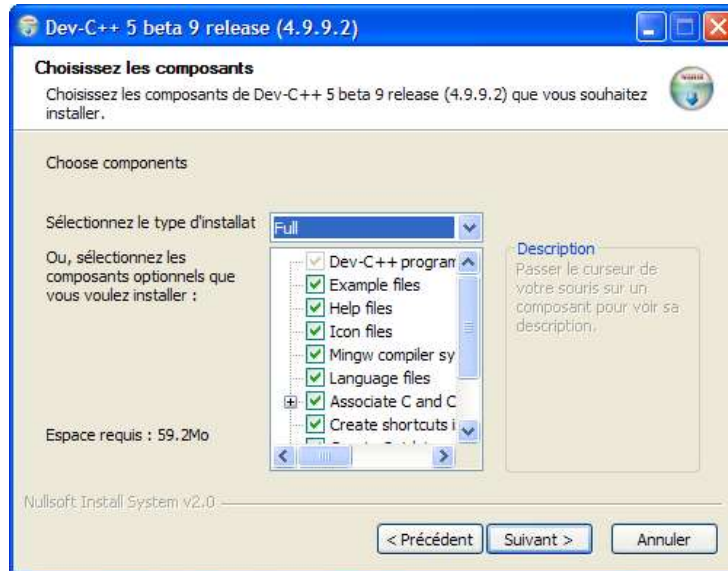 Dev-C++ 5 beta 9 release (4.9.9.2)
Choisissez les composants
Choisissez les composants de Dev-C++ 5 beta 9 release (4.9.9.2) que vous souhaitez
installer.
Choose components
Sélectionnez le type d'installat
Full
Ou, sélectionnez les
composants optionnels que
vous voulez installer :
Dev-C++ program
Example files
Help files
Icon files
Mingw compiler sy
Language files
Associate C and C
Create shortcuts i
Description
Passer le curseur de
votre souris sur un
composant pour voir sa
description.
Espace requis : 59.2Mo
Nullsoft Install System v2.0
< Précédent
Suivant >
Annuler